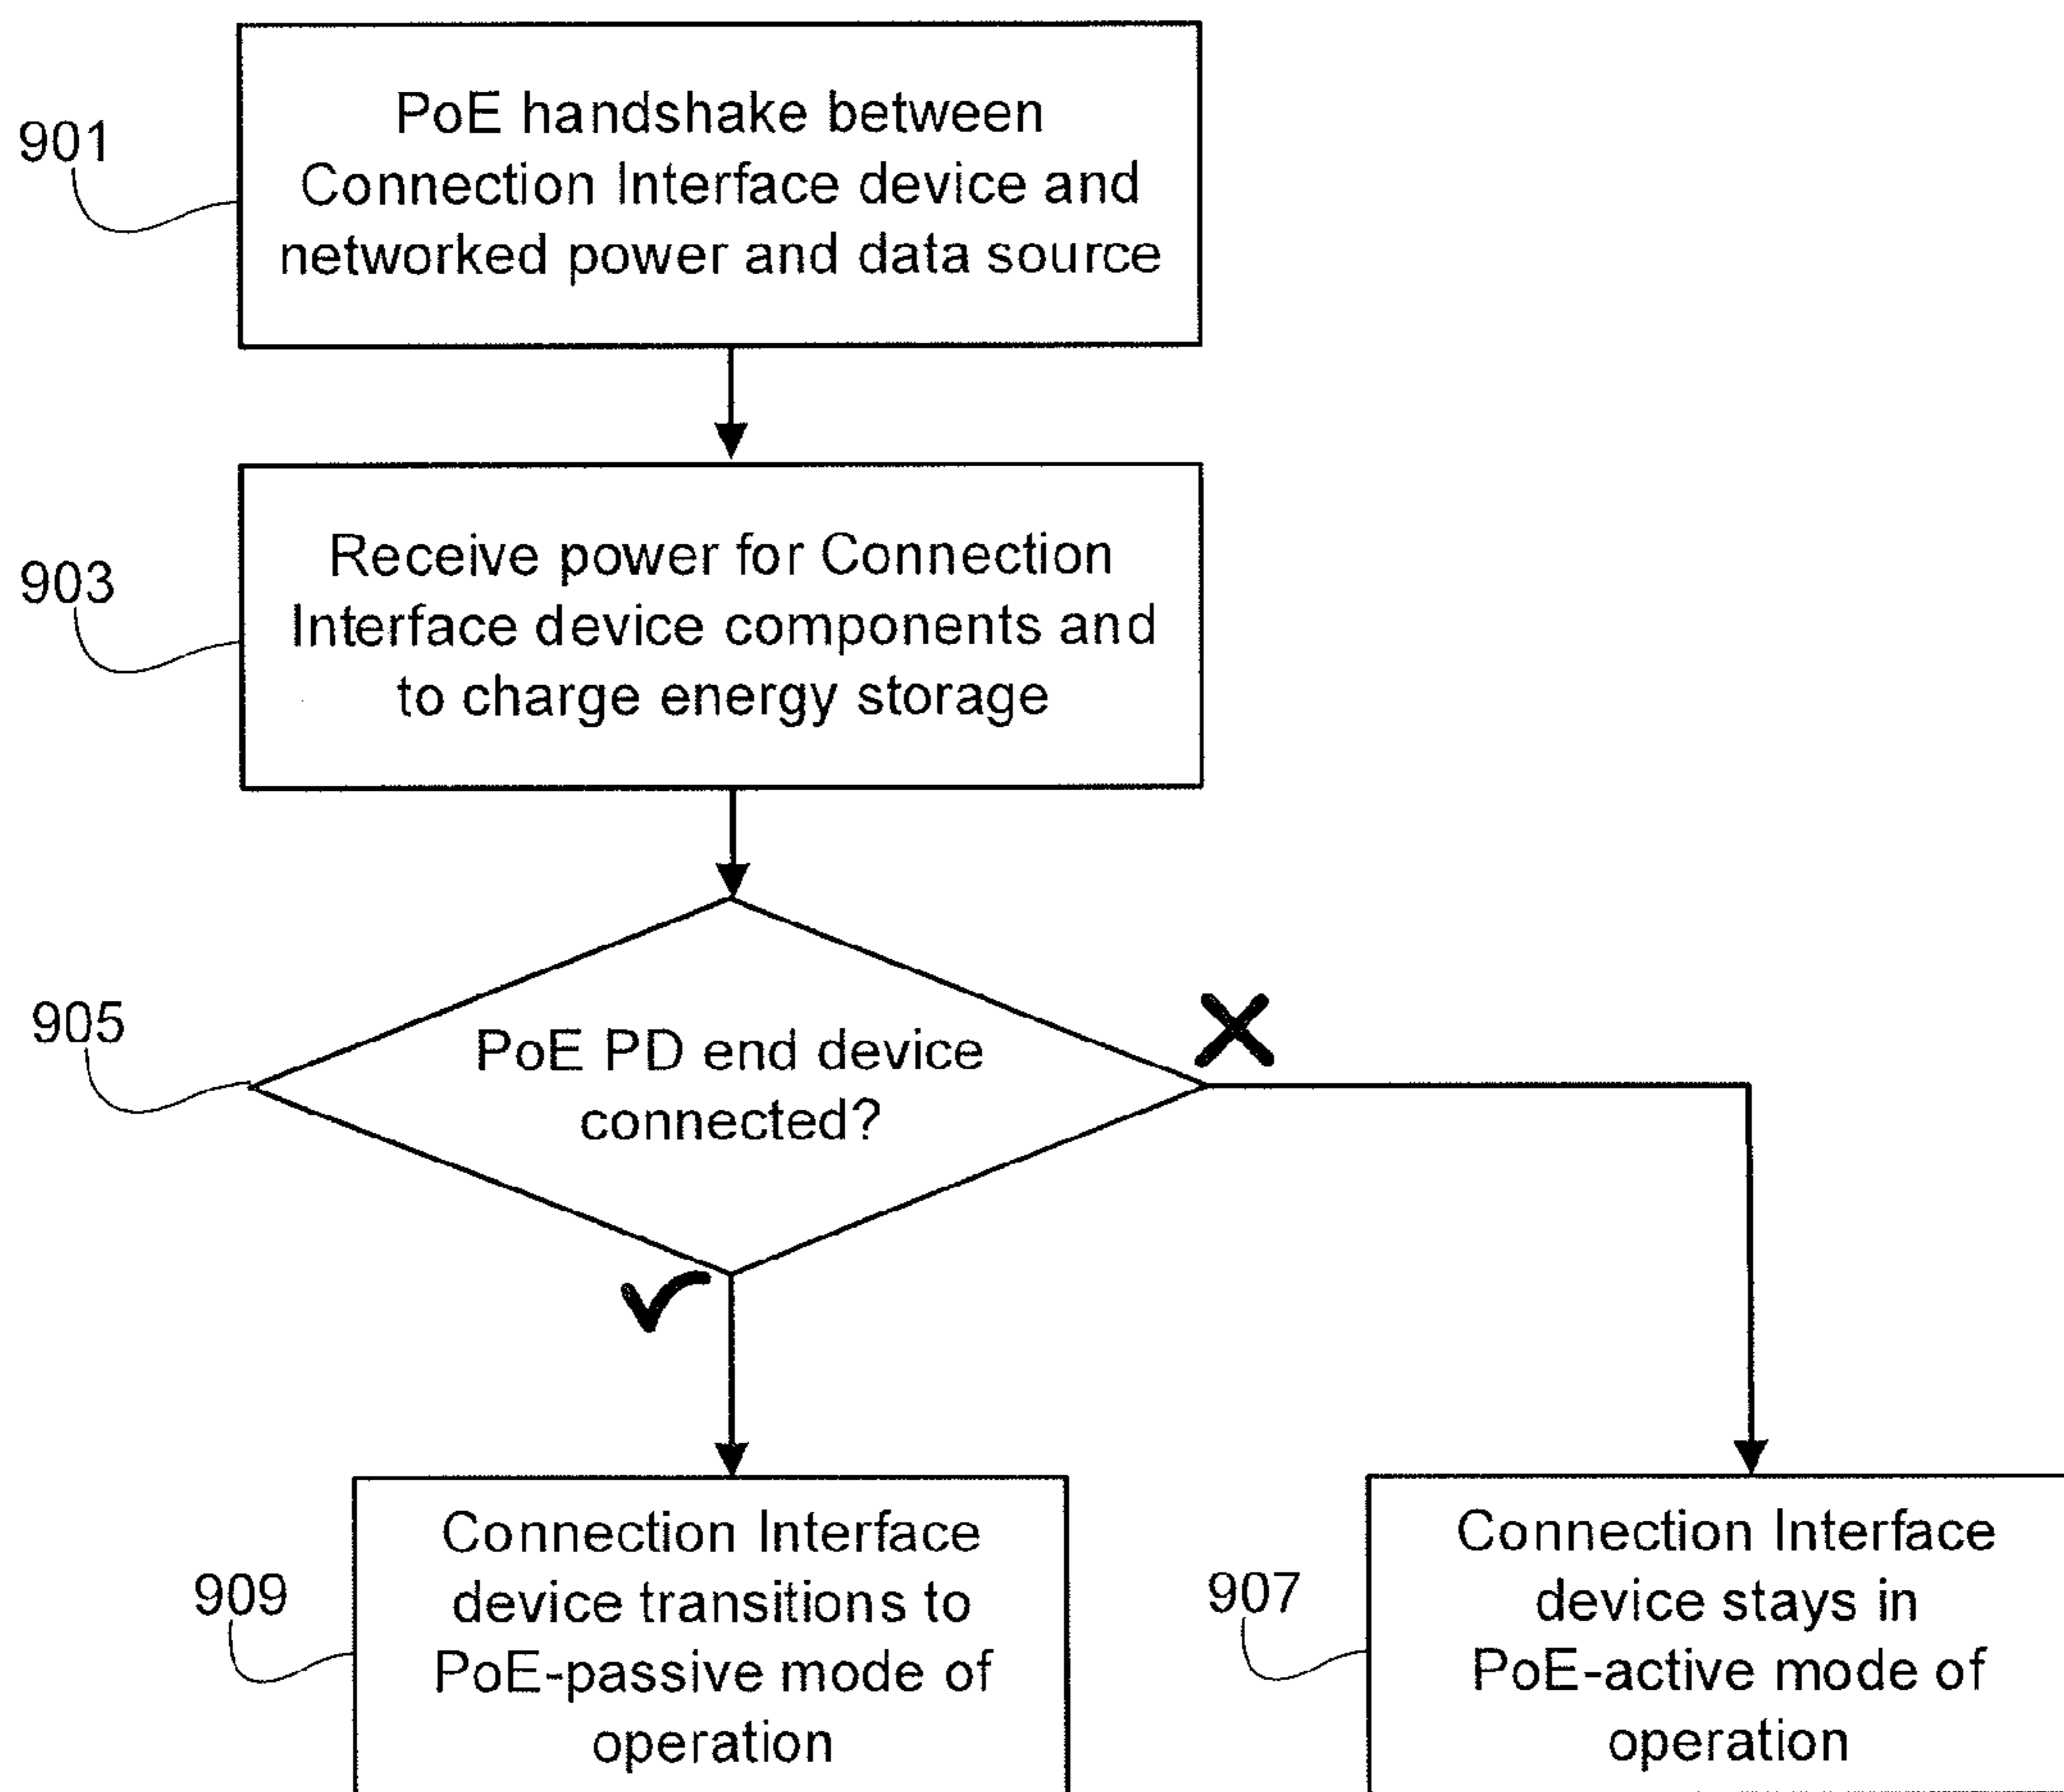 901
PoE handshake between
Connection Interface device and
networked power and data source
903
Receive power for Connection
Interface device components and
to charge energy storage
905
PoE PD end device
connected?
909
Connection Interface
device transitions to
PoE-passive mode of
operation
907
Connection Interface
device stays in
PoE-active mode of
operation